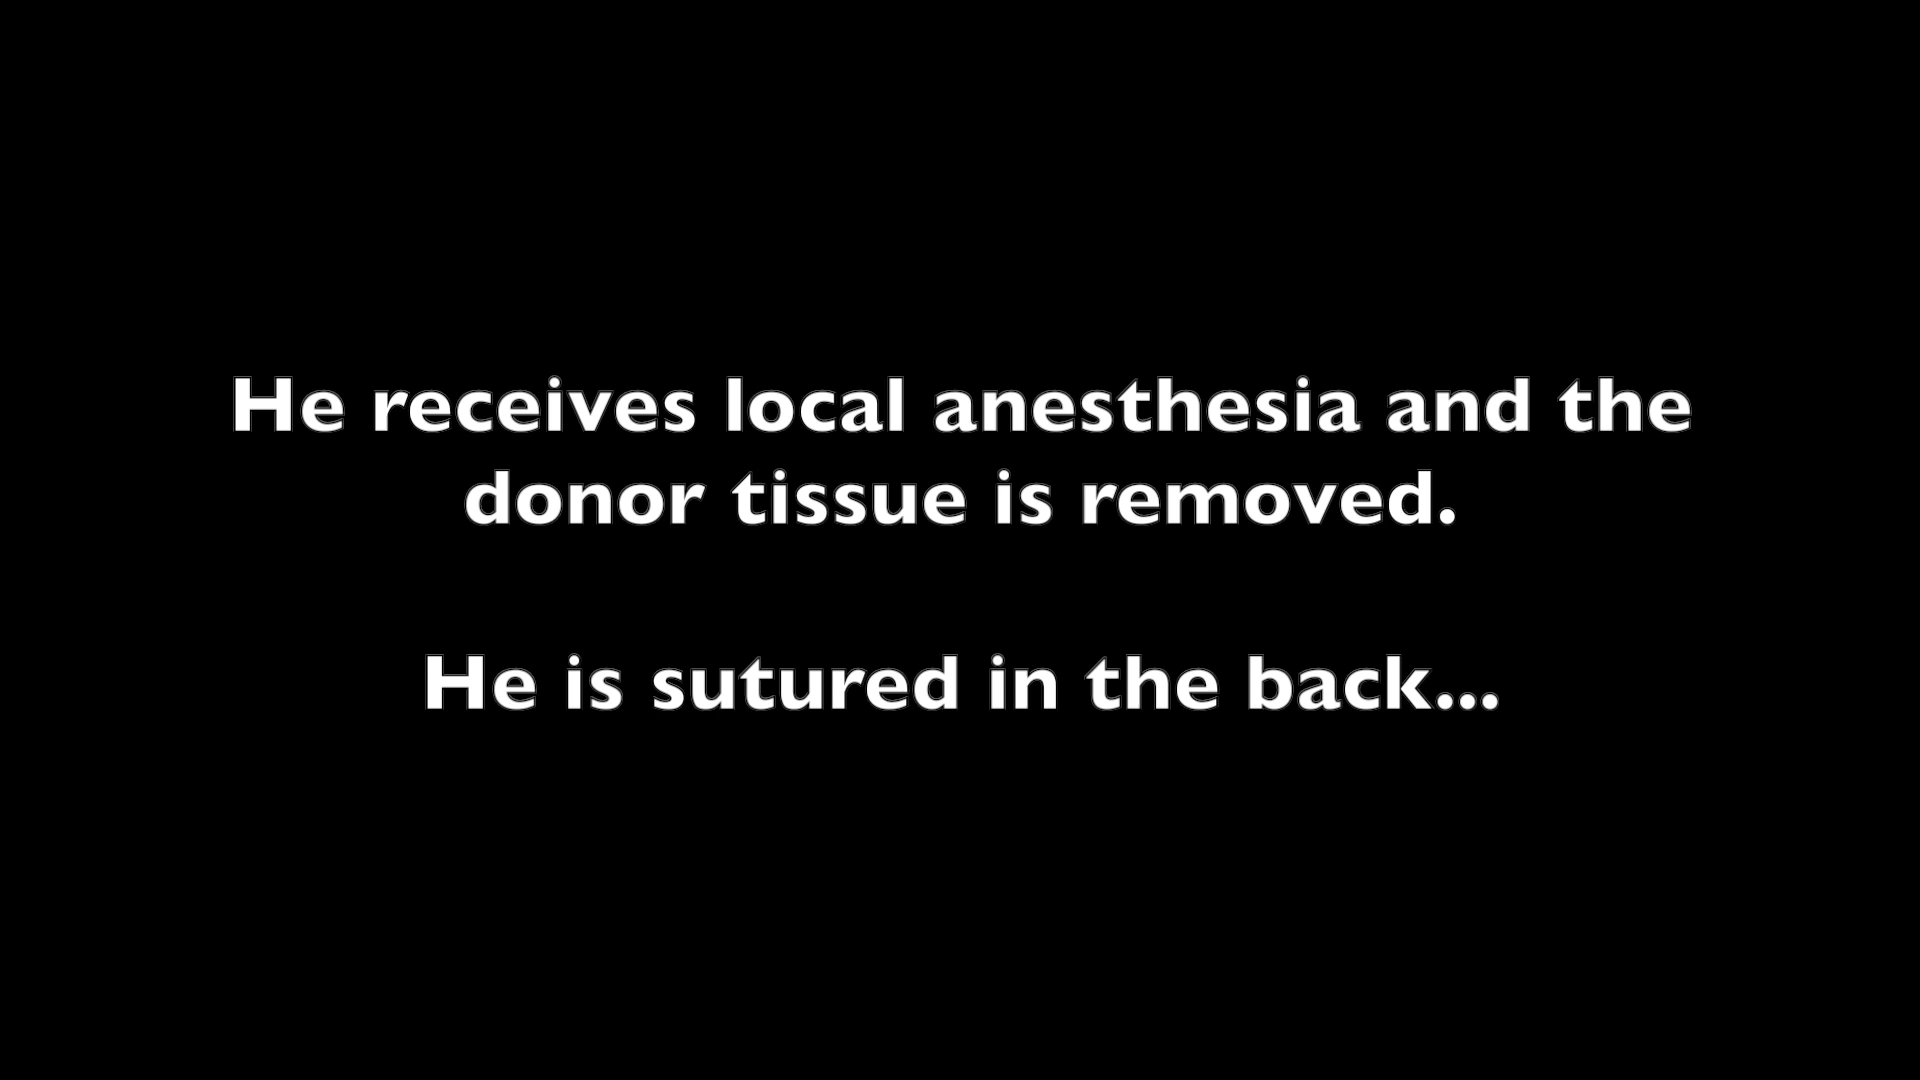 He receives local anesthesia and the
donor tissue is removed.
He is sutured in the back...